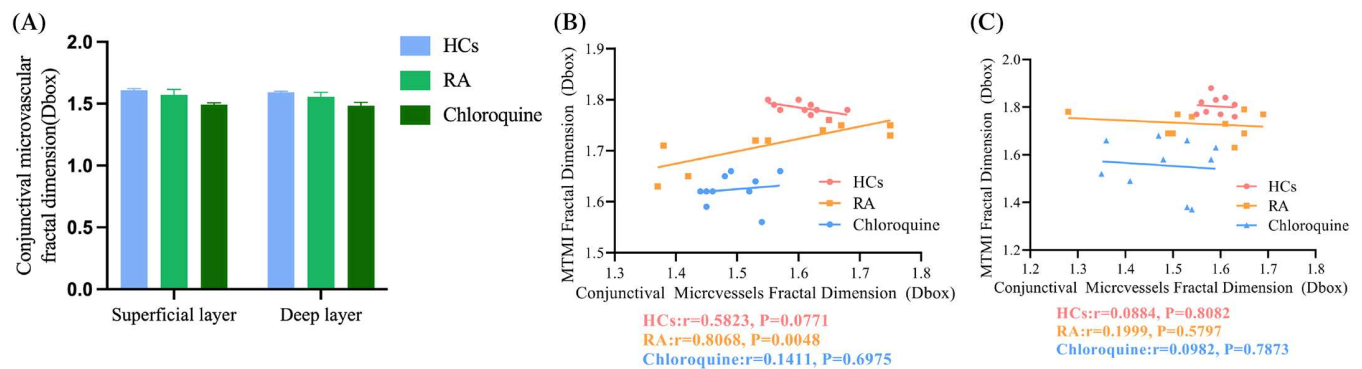 (A)
Conjunctival microvascular
fractal dimension(Dbox)
2.0
1.5
1.0
0.5
0.0
Superficial layer
Deep layer
HCs
RA
Chloroquine
(B)
MTMI Fractal Dimension (Dbox)
1.9
1.8
1.7
1.6
1.5
HCs
RA
Chloroquine
1.3 1.4 1.5 1.6 1.7 1.8
Conjunctival Micrcvessels Fractal Dimension (Dbox)
HCs:r=0.5823, P=0.0771
RA:r=0.8068, P=0.0048
Chloroquine:r=0.1411, P=0.6975
(C)
MTMI Fractal Dimension (Dbox)
2.0
1.8
1.6
1.4
1.2
HCs
RA
Chloroquine
1.2 1.3 1.4 1.5 1.6 1.7 1.8
Conjunctival Micrcvessels Fractal Dimension (Dbox)
HCs:r=0.0884, P=0.8082
RA:r=0.1999, P=0.5797
Chloroquine:r=0.0982, P=0.7873